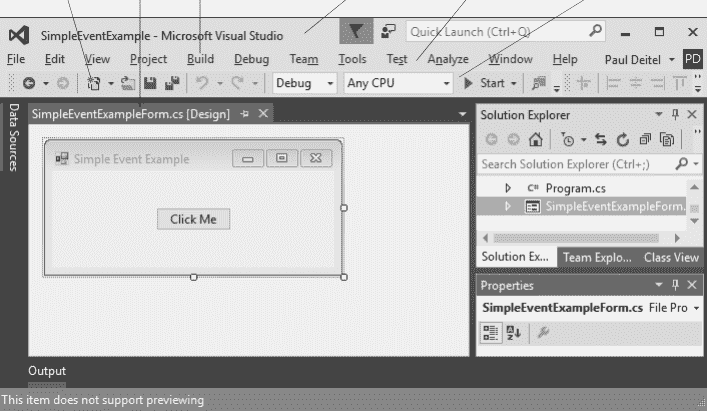 SimpleEventExample - Microsoft Visual Studio
Quick Launch (Ctrl+Q)
File Edit View Project Build Debug Team Tools Test Analyze Window Help Paul Deitel PD
Debug Any CPU Start
Data Sources
SimpleEventExampleForm.cs [Design]
Simple Event Example
Click Me
Solution Explorer
Search Solution Explorer (Ctrl+;)
C# Program.cs
SimpleEventExampleForm.
Solution Ex... Team Explo... Class View
Properties
SimpleEventExampleForm.cs File Pro
Output
This item does not support previewing